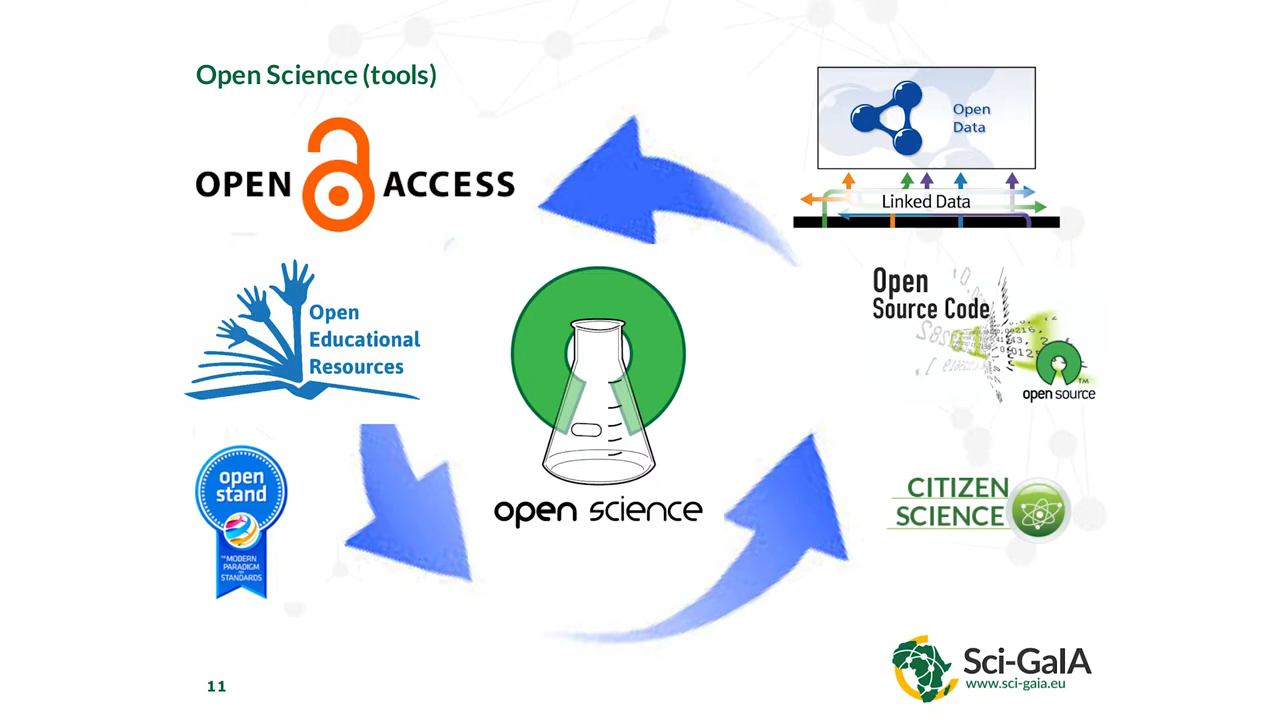 Open Science (tools)
OPEN ACCESS
Open
Data
Linked Data
Open
Educational
Resources
Open
Source Code
open source
TM
open
stand
THE MODERN
PARADIGM
FOR
STANDARDS
open science
CITIZEN
SCIENCE
Sci-GaIA
www.sci-gaia.eu
11